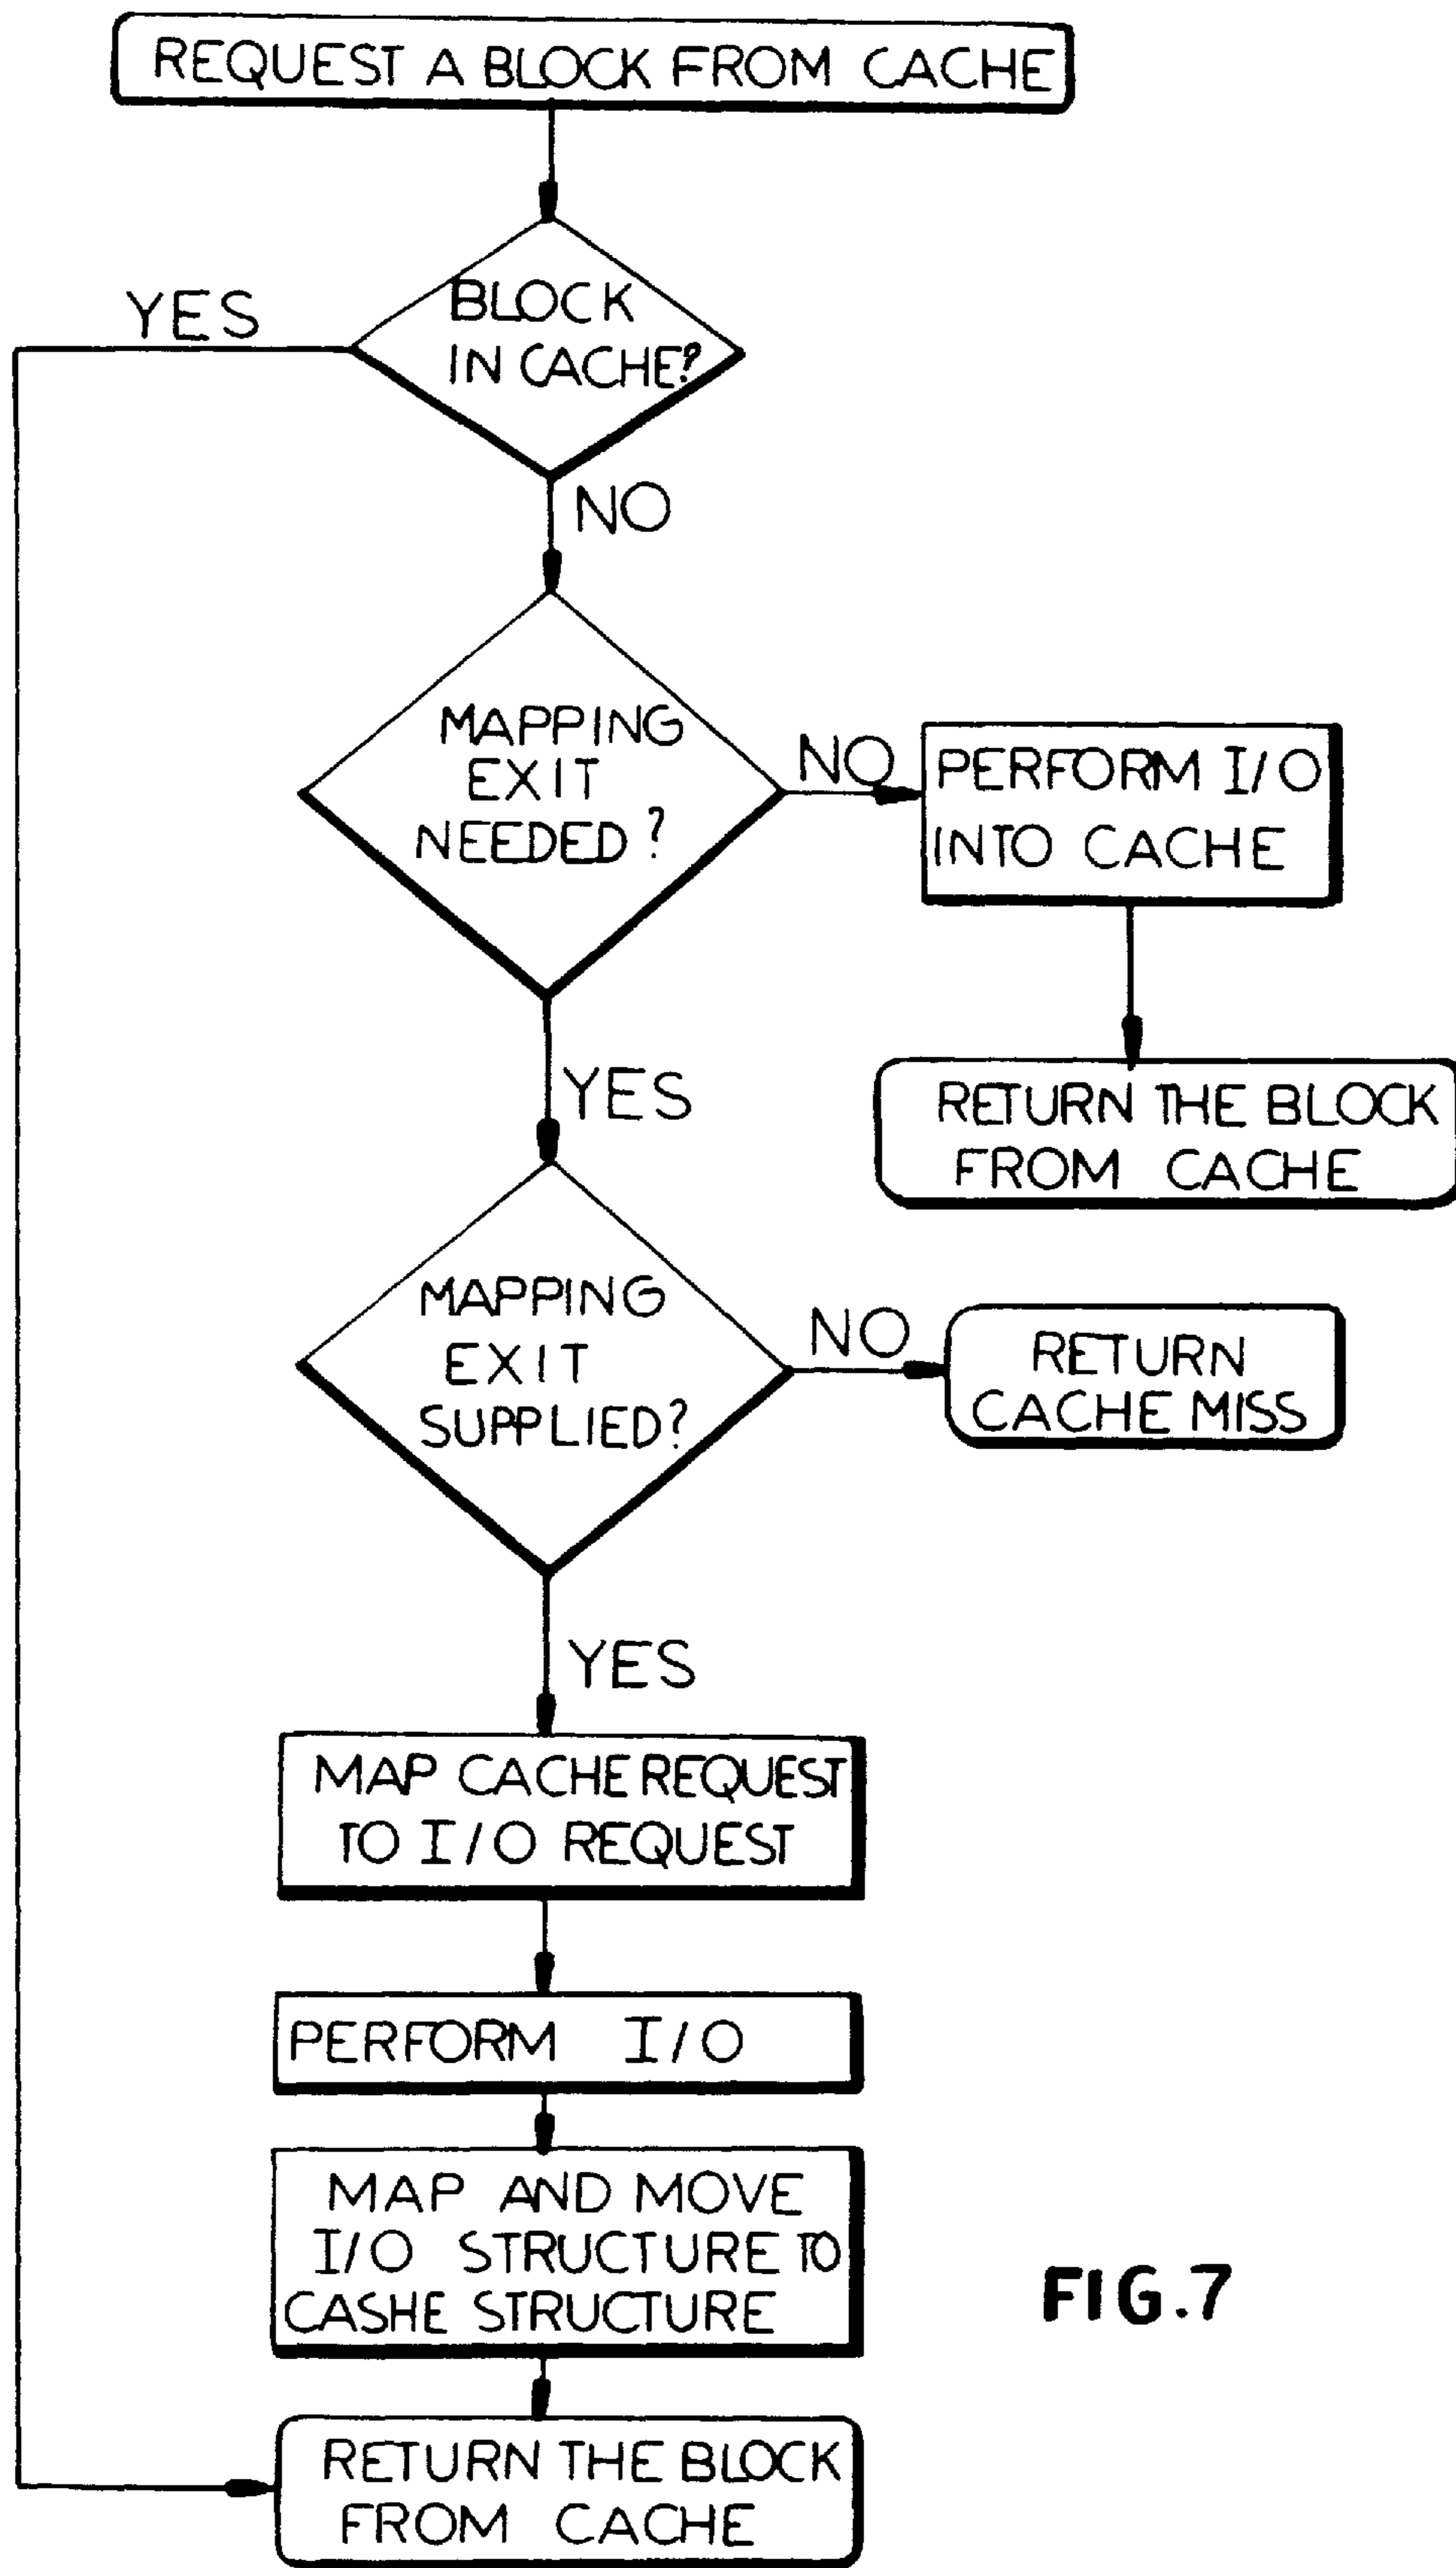 REQUEST A BLOCK FROM CACHE
BLOCK
IN CACHE?
YES
NO
MAPPING
EXIT
NEEDED?
NO
PERFORM I/O
INTO CACHE
YES
RETURN THE BLOCK
FROM CACHE
MAPPING
EXIT
SUPPLIED?
NO
RETURN
CACHE MISS
YES
MAP CACHE REQUEST
TO I/O REQUEST
PERFORM I/O
MAP AND MOVE
I/O STRUCTURE TO
CASHE STRUCTURE
FIG.7
RETURN THE BLOCK
FROM CACHE